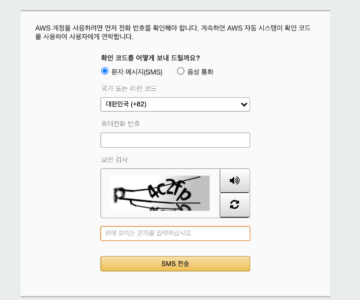 AWS 계정을 사용하려면 먼저 전화 번호를 확인해야 합니다. 계속하면 AWS 자동 시스템이 확인 코드
를 사용하여 사용자에게 연락합니다.
확인 코드를 어떻게 보내 드릴까요?
문자 메시지(SMS) 음성 통화
국가 또는 리전 코드
대한민국 (+82)
휴대전화 번호
보안 검사
위에 보이는 문자를 입력하십시오.
SMS 전송